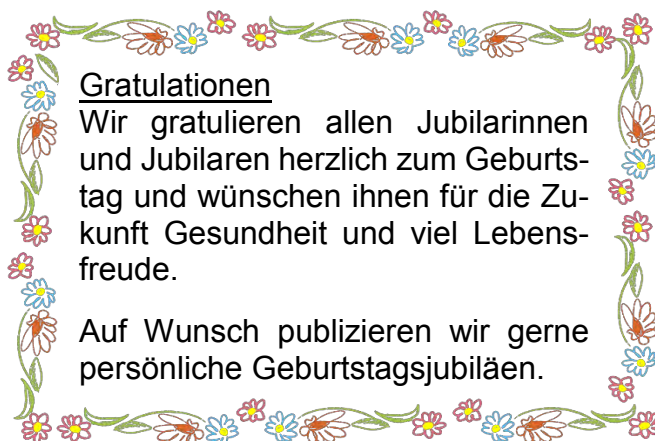 Gratulationen
Wir gratulieren allen Jubilarinnen
und Jubilaren herzlich zum Geburts-
tag und wünschen ihnen für die Zu-
kunft Gesundheit und viel Lebens-
freude.
Auf Wunsch publizieren wir gerne
persönliche Geburtstagsjubiläen.